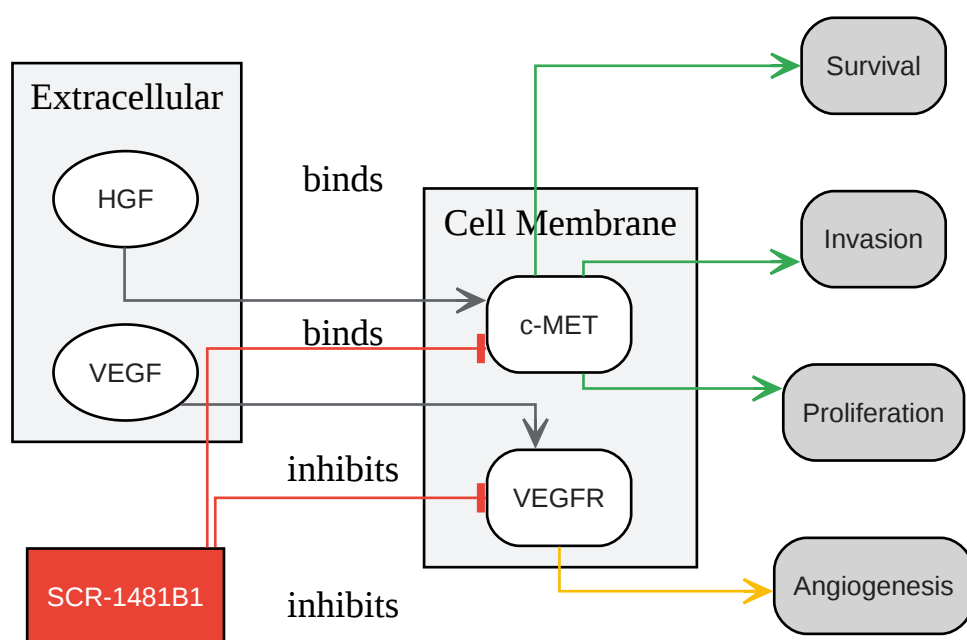 Survival
Extracellular
binds
HGF
Cell Membrane
Invasion
c-MET
binds
VEGF
Proliferation
inhibits
VEGFR
Angiogenesis
SCR-1481B1
inhibits